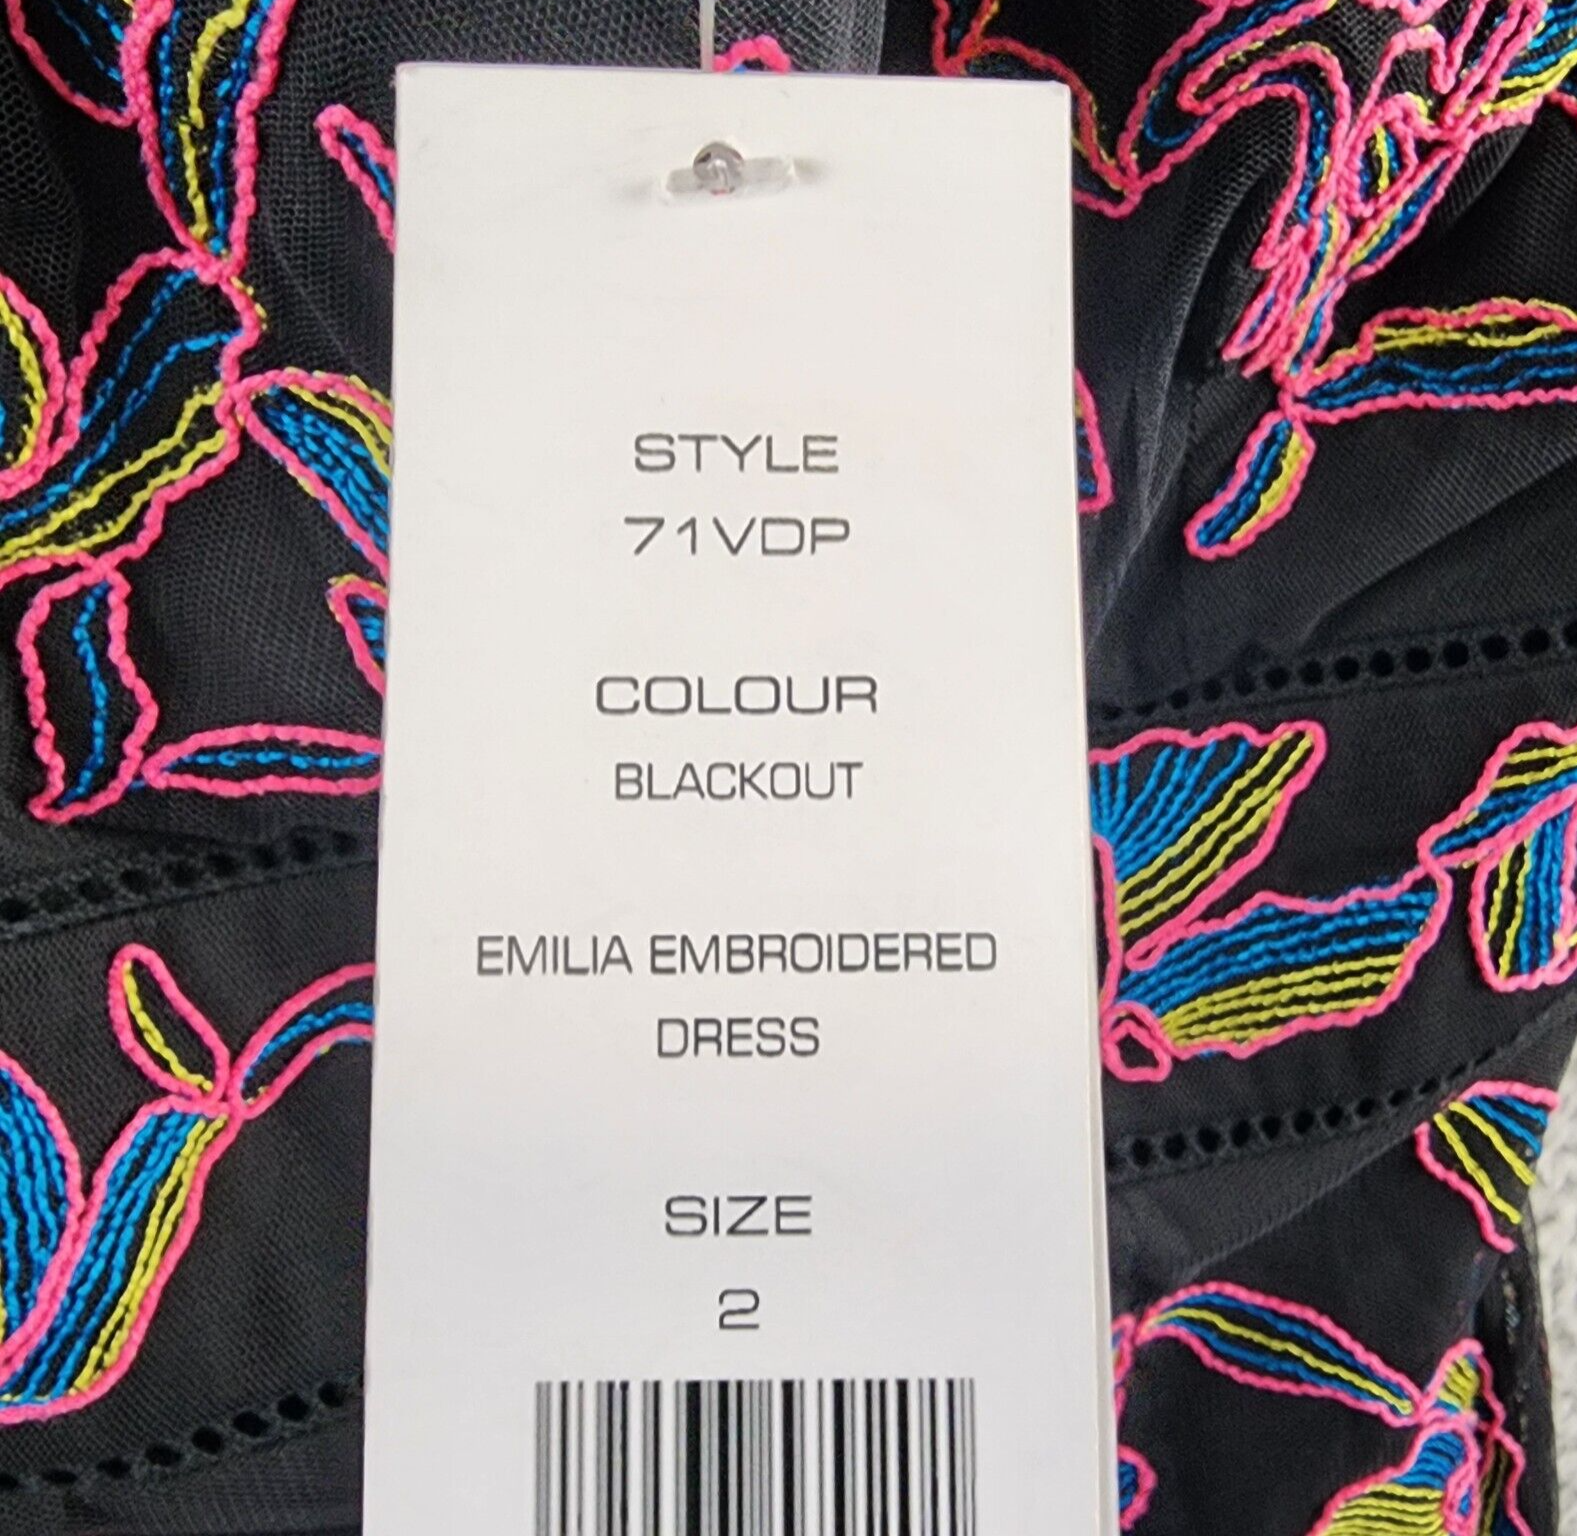 STYLE
71VDP
COLOUR
BLACKOUT
EMILIA EMBROIDERED
DRESS
SIZE
2